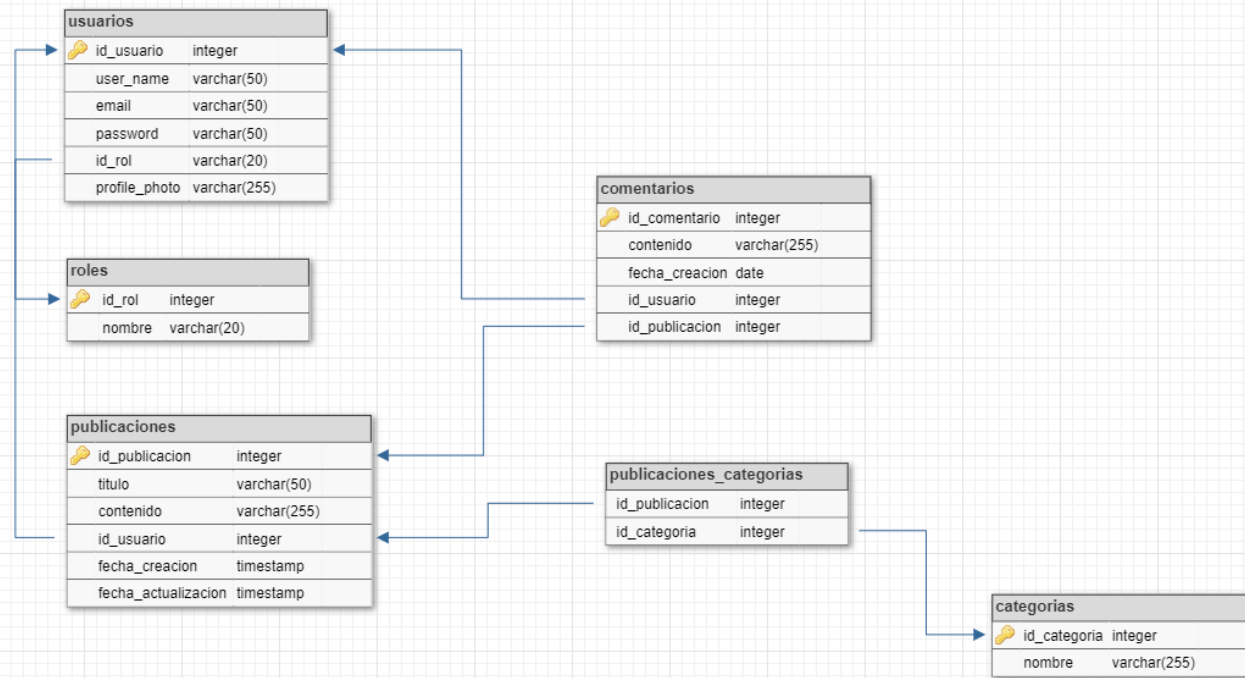 usuarios
id_usuario integer
user_name varchar(50)
email varchar(50)
password varchar(50)
id_rol varchar(20)
profile_photo varchar(255)
roles
id_rol integer
nombre varchar(20)
publicaciones
id_publicacion integer
titulo varchar(50)
contenido varchar(255)
id_usuario integer
fecha_creacion timestamp
fecha_actualizacion timestamp
comentarios
id_comentario integer
contenido varchar(255)
fecha_creacion date
id_usuario integer
id_publicacion integer
publicaciones_categorias
id_publicacion integer
id_categoria integer
categorias
id_categoria integer
nombre varchar(255)